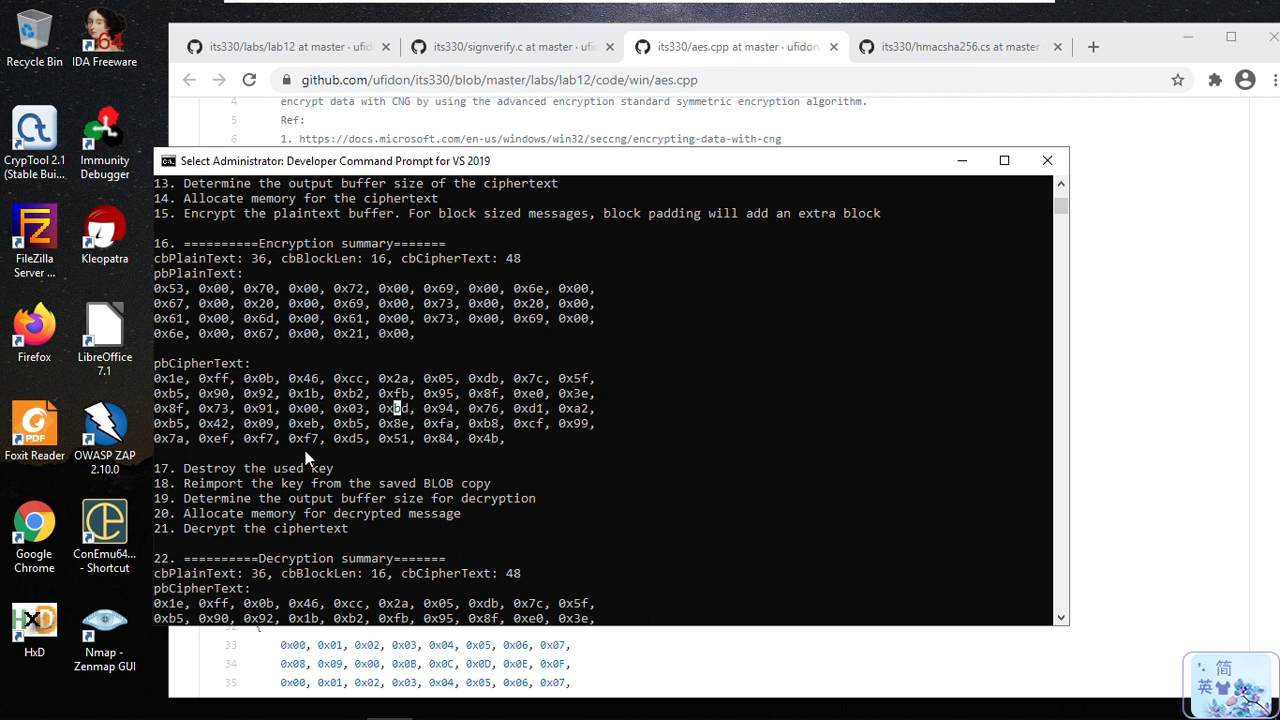 Recycle Bin
IDA Freeware
CrypTool 2.1
(Stable Bui...
Immunity
Debugger
FileZilla
Server ...
Kleopatra
Firefox
LibreOffice
7.1
PDF
Foxit Reader
OWASP ZAP
2.10.0
Google
Chrome
ConEmu64...
- Shortcut
HxD
HxD
Nmap -
Zenmap GUI
its330/labs/lab12 at master · ufid
its330/signverify.c at master · ufi
its330/aes.cpp at master · ufidon
its330/hmacsha256.cs at master
github.com/ufidon/its330/blob/master/labs/lab12/code/win/aes.cpp
4 encrypt data with CNG by using the advanced encryption standard symmetric encryption algorithm.
5 Ref:
6 1. https://docs.microsoft.com/en-us/windows/win32/seccng/encrypting-data-with-cng
Select Administrator: Developer Command Prompt for VS 2019
13. Determine the output buffer size of the ciphertext
14. Allocate memory for the ciphertext
15. Encrypt the plaintext buffer. For block sized messages, block padding will add an extra block
16. ==========Encryption summary=======
cbPlainText: 36, cbBlockLen: 16, cbCipherText: 48
pbPlainText:
0x53, 0x00, 0x70, 0x00, 0x72, 0x00, 0x69, 0x00, 0x6e, 0x00,
0x67, 0x00, 0x20, 0x00, 0x69, 0x00, 0x73, 0x00, 0x20, 0x00,
0x61, 0x00, 0x6d, 0x00, 0x61, 0x00, 0x73, 0x00, 0x69, 0x00,
0x6e, 0x00, 0x67, 0x00, 0x21, 0x00,
pbCipherText:
0x1e, 0xff, 0x0b, 0x46, 0xcc, 0x2a, 0x05, 0xdb, 0x7c, 0x5f,
0xb5, 0x90, 0x92, 0x1b, 0xb2, 0xfb, 0x95, 0x8f, 0xe0, 0x3e,
0x8f, 0x73, 0x91, 0x00, 0x03, 0xbd, 0x94, 0x76, 0xd1, 0xa2,
0xb5, 0x42, 0x09, 0xeb, 0xb5, 0x8e, 0xfa, 0xb8, 0xcf, 0x99,
0x7a, 0xef, 0xf7, 0xf7, 0xd5, 0x51, 0x84, 0x4b,
17. Destroy the used key
18. Reimport the key from the saved BLOB copy
19. Determine the output buffer size for decryption
20. Allocate memory for decrypted message
21. Decrypt the ciphertext
22. ==========Decryption summary=======
cbPlainText: 36, cbBlockLen: 16, cbCipherText: 48
pbCipherText:
0x1e, 0xff, 0x0b, 0x46, 0xcc, 0x2a, 0x05, 0xdb, 0x7c, 0x5f,
0xb5, 0x90, 0x92, 0x1b, 0xb2, 0xfb, 0x95, 0x8f, 0xe0, 0x3e,
33 0x00, 0x01, 0x02, 0x03, 0x04, 0x05, 0x06, 0x07,
34 0x08, 0x09, 0x00, 0x0B, 0x0C, 0x0D, 0x0E, 0x0F,
35 0x00, 0x01, 0x02, 0x03, 0x04, 0x05, 0x06, 0x07,
简
英